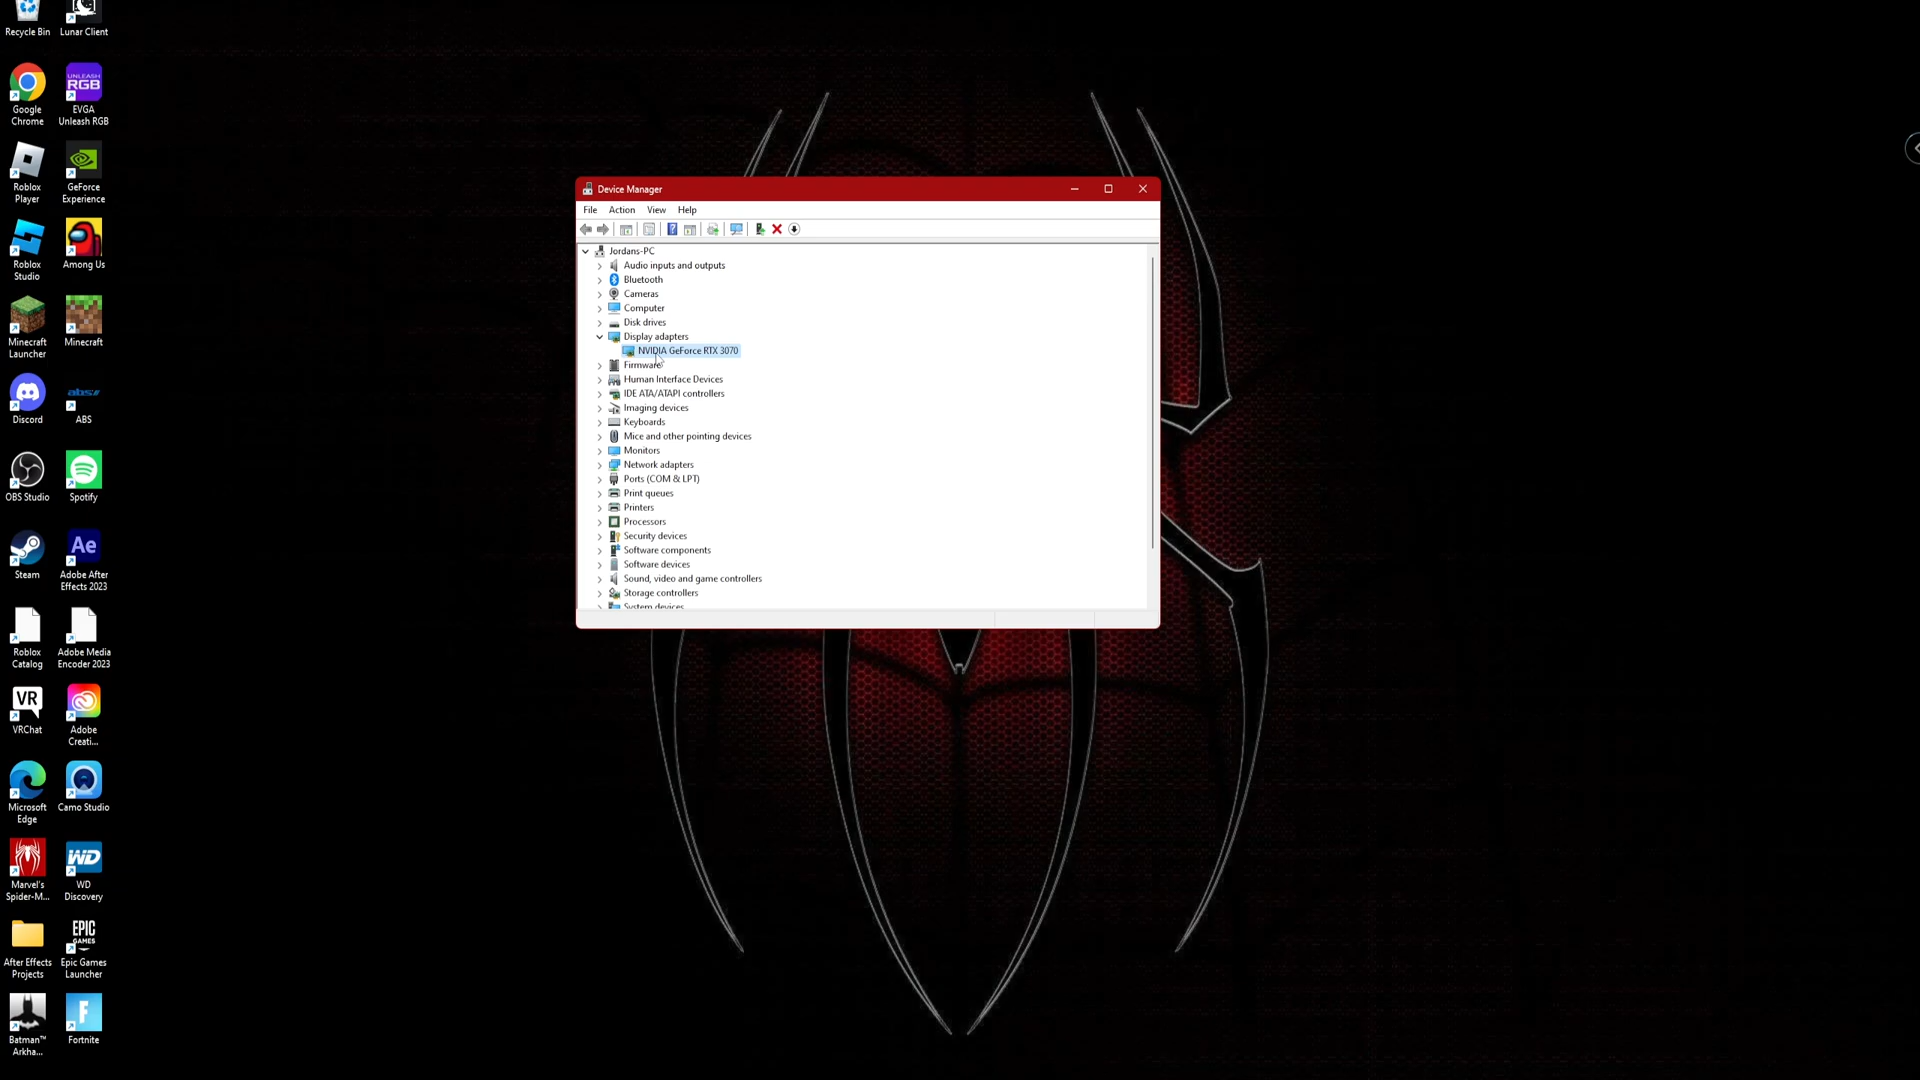 Recycle Bin
Lunar Client
Google
Chrome
UNLEASH
RGB
EVGA
Unleash RGB
Roblox
Player
GeForce
Experience
Roblox
Studio
Among Us
Minecraft
Launcher
Minecraft
Discord
abs
ABS
OBS Studio
Spotify
Steam
Ae
Adobe After
Effects 2023
Roblox
Catalog
Adobe Media
Encoder 2023
VR
VRChat
Adobe
Creati...
Microsoft
Edge
Camo Studio
Marvel's
Spider-M...
WD
WD
Discovery
After Effects
Projects
EPIC
GAMES
Epic Games
Launcher
Batman™
Arkha...
F
Fortnite
Device Manager
File Action View Help
Jordans-PC
Audio inputs and outputs
Bluetooth
Cameras
Computer
Disk drives
Display adapters
NVIDIA GeForce RTX 3070
Firmware
Human Interface Devices
IDE ATA/ATAPI controllers
Imaging devices
Keyboards
Mice and other pointing devices
Monitors
Network adapters
Ports (COM & LPT)
Print queues
Printers
Processors
Security devices
Software components
Software devices
Sound, video and game controllers
Storage controllers
System devices